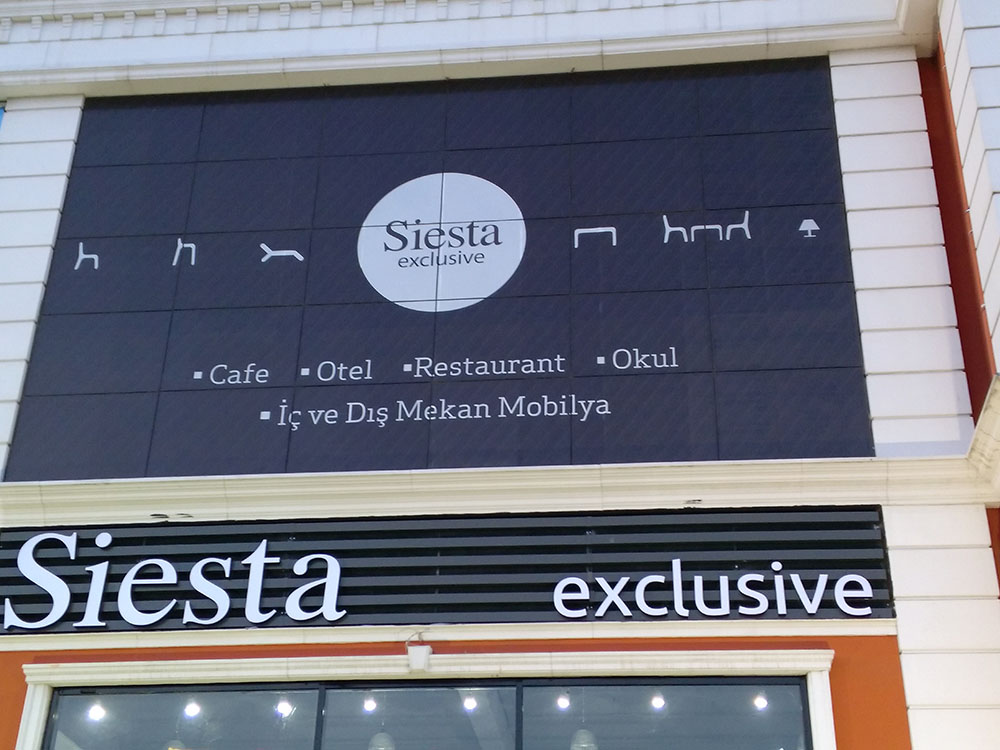 Siesta
exclusive
▪ Cafe ▪ Otel ▪ Restaurant ▪ Okul
▪ İç ve Dış Mekan Mobilya
Siesta exclusive